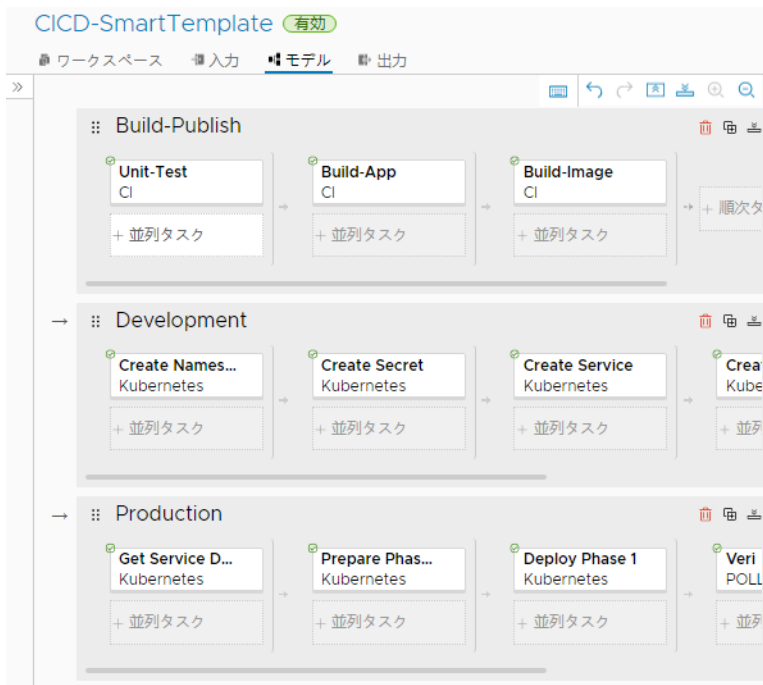 CICD-SmartTemplate 有効
ワークスペース 入力 モデル 出力
Build-Publish
Unit-Test Build-App Build-Image
CI CI CI
+ 並列タスク + 並列タスク + 並列タスク + 順次タ
Development
Create Names... Create Secret Create Service Crea
Kubernetes Kubernetes Kubernetes Kube
+ 並列タスク + 並列タスク + 並列タスク + 並列
Production
Get Service D... Prepare Phas... Deploy Phase 1 Veri
Kubernetes Kubernetes Kubernetes POLL
+ 並列タスク + 並列タスク + 並列タスク + 並列